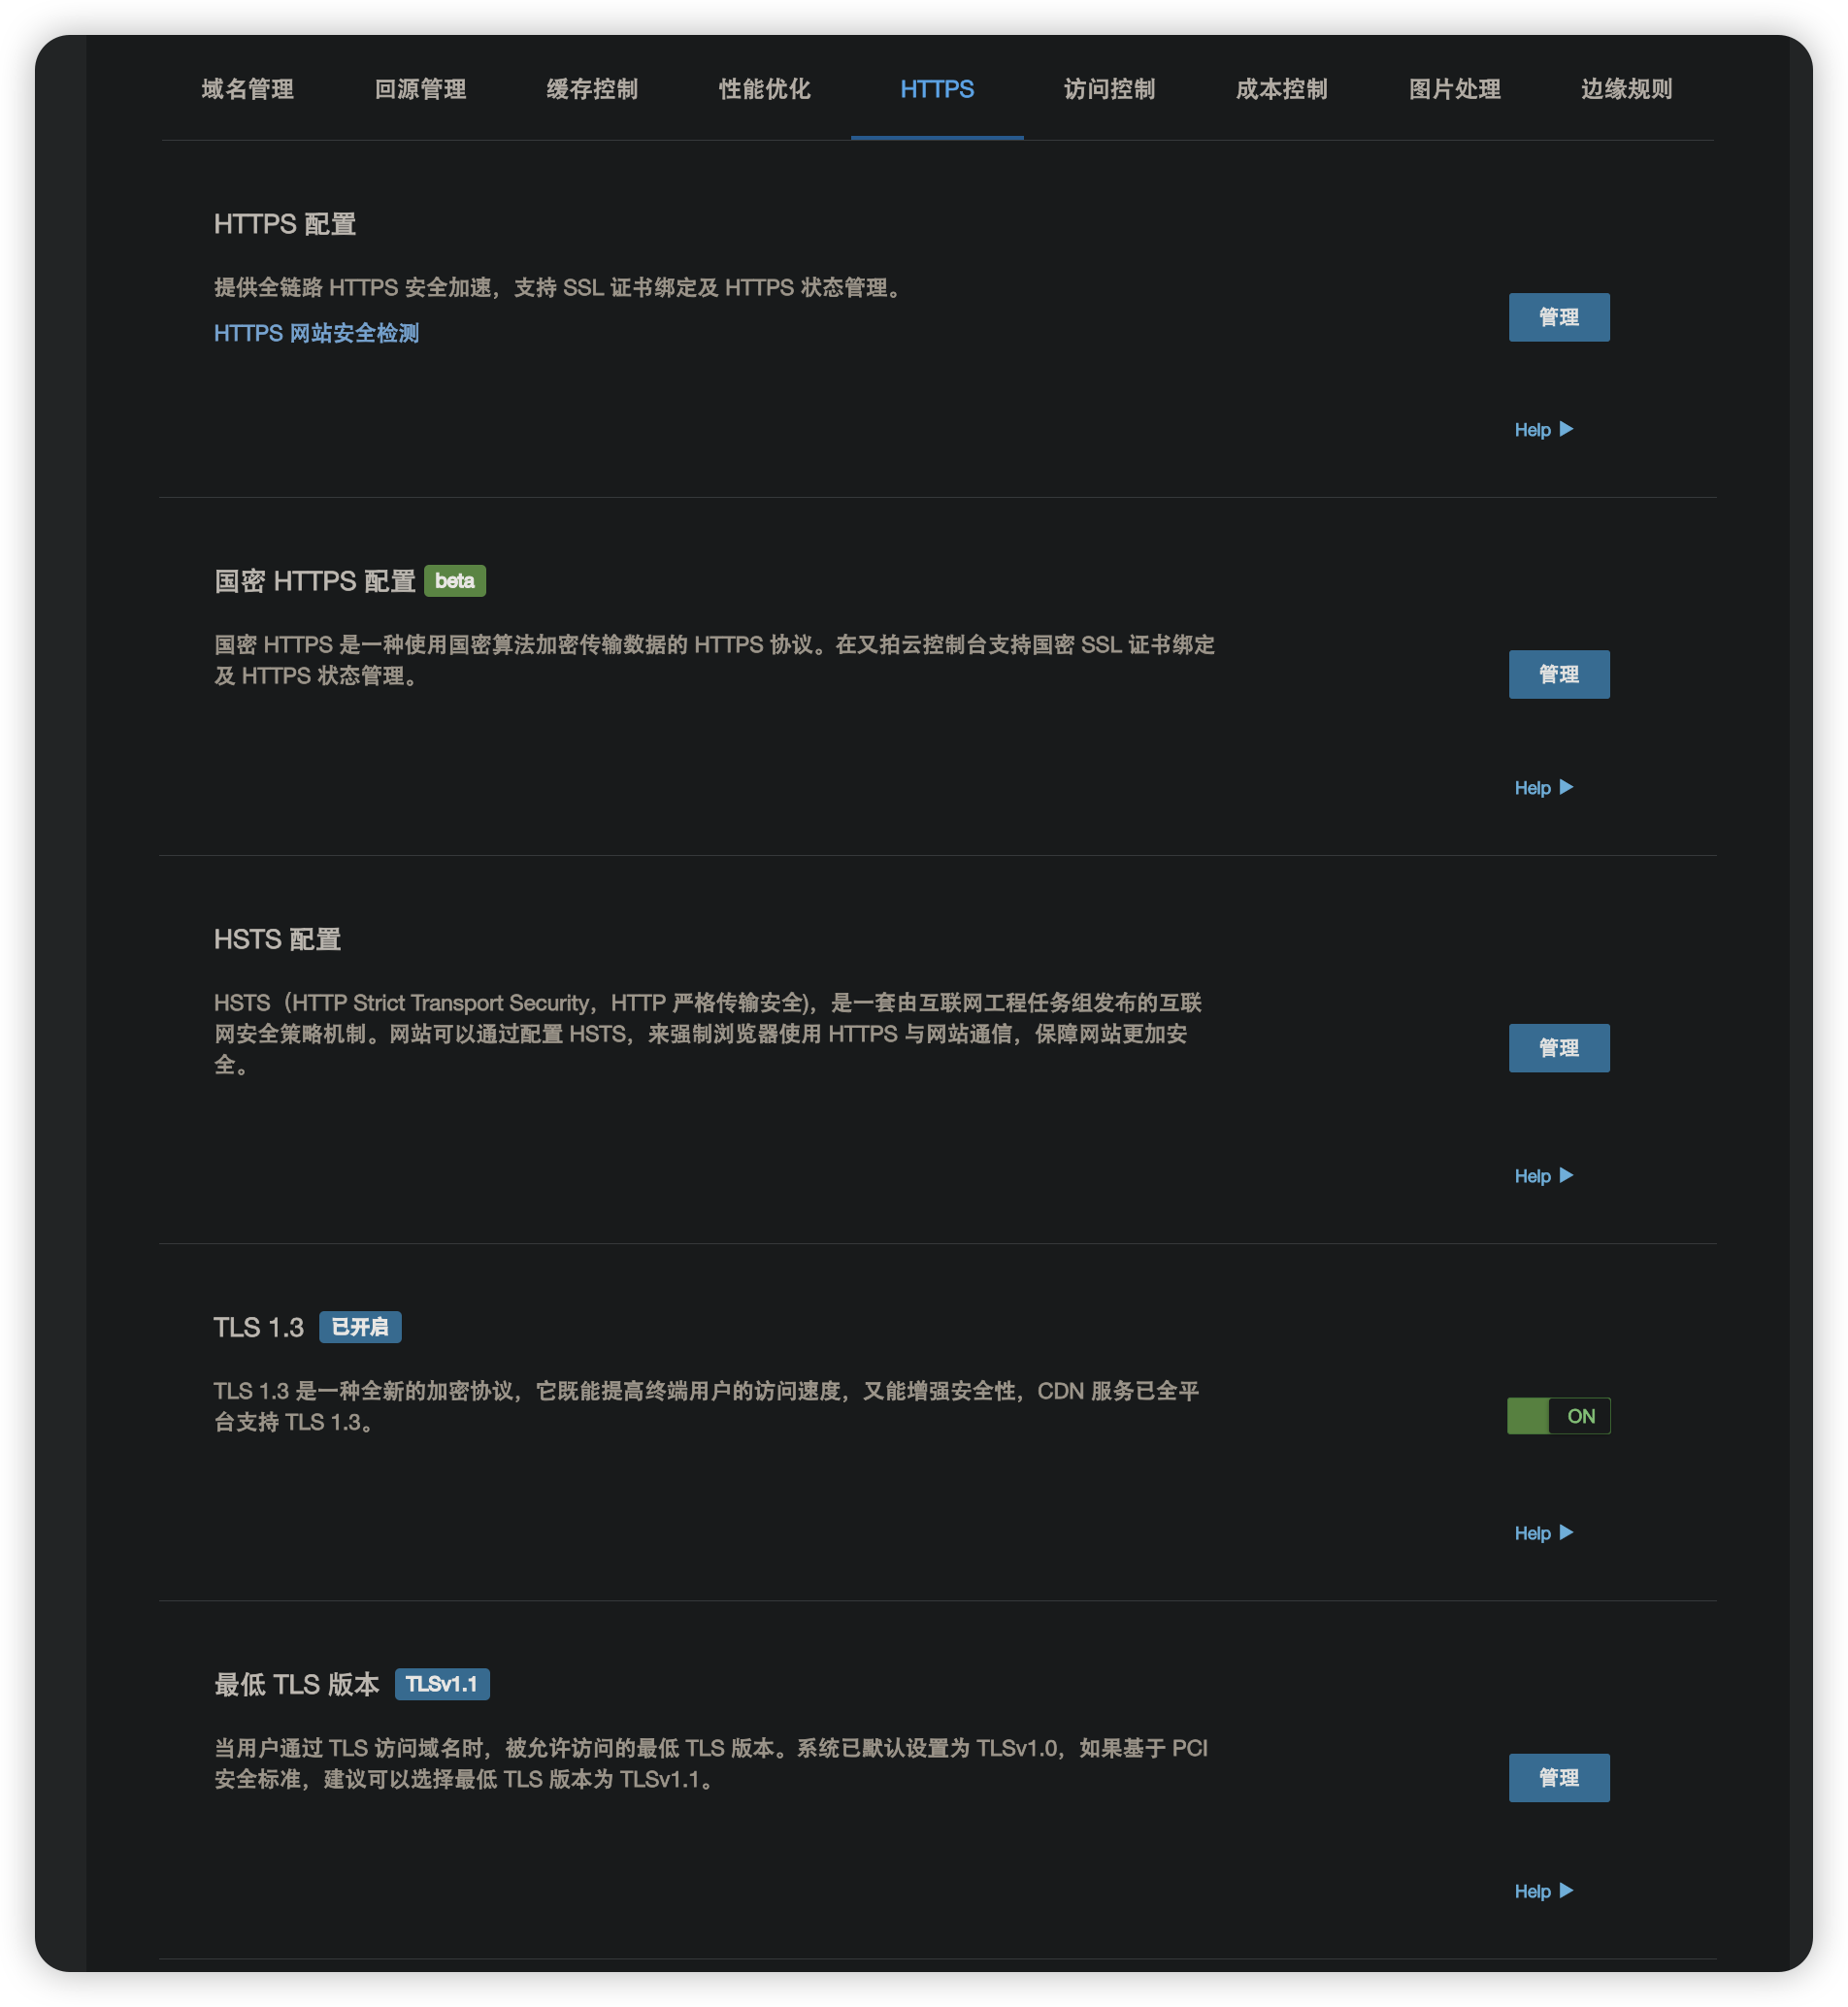 域名管理 回源管理 缓存控制 性能优化 HTTPS 访问控制 成本控制 图片处理 边缘规则
HTTPS 配置
提供全链路 HTTPS 安全加速，支持 SSL 证书绑定及 HTTPS 状态管理。
HTTPS 网站安全检测
管理
Help ▶
国密 HTTPS 配置 beta
国密 HTTPS 是一种使用国密算法加密传输数据的 HTTPS 协议。在又拍云控制台支持国密 SSL 证书绑定
及 HTTPS 状态管理。
管理
Help ▶
HSTS 配置
HSTS（HTTP Strict Transport Security，HTTP 严格传输安全)，是一套由互联网工程任务组发布的互联
网安全策略机制。网站可以通过配置 HSTS，来强制浏览器使用 HTTPS 与网站通信，保障网站更加安
全。
管理
Help ▶
TLS 1.3 已开启
TLS 1.3 是一种全新的加密协议，它既能提高终端用户的访问速度，又能增强安全性，CDN 服务已全平
台支持 TLS 1.3。
ON
Help ▶
最低 TLS 版本 TLSv1.1
当用户通过 TLS 访问域名时，被允许访问的最低 TLS 版本。系统已默认设置为 TLSv1.0，如果基于 PCI
安全标准，建议可以选择最低 TLS 版本为 TLSv1.1。
管理
Help ▶